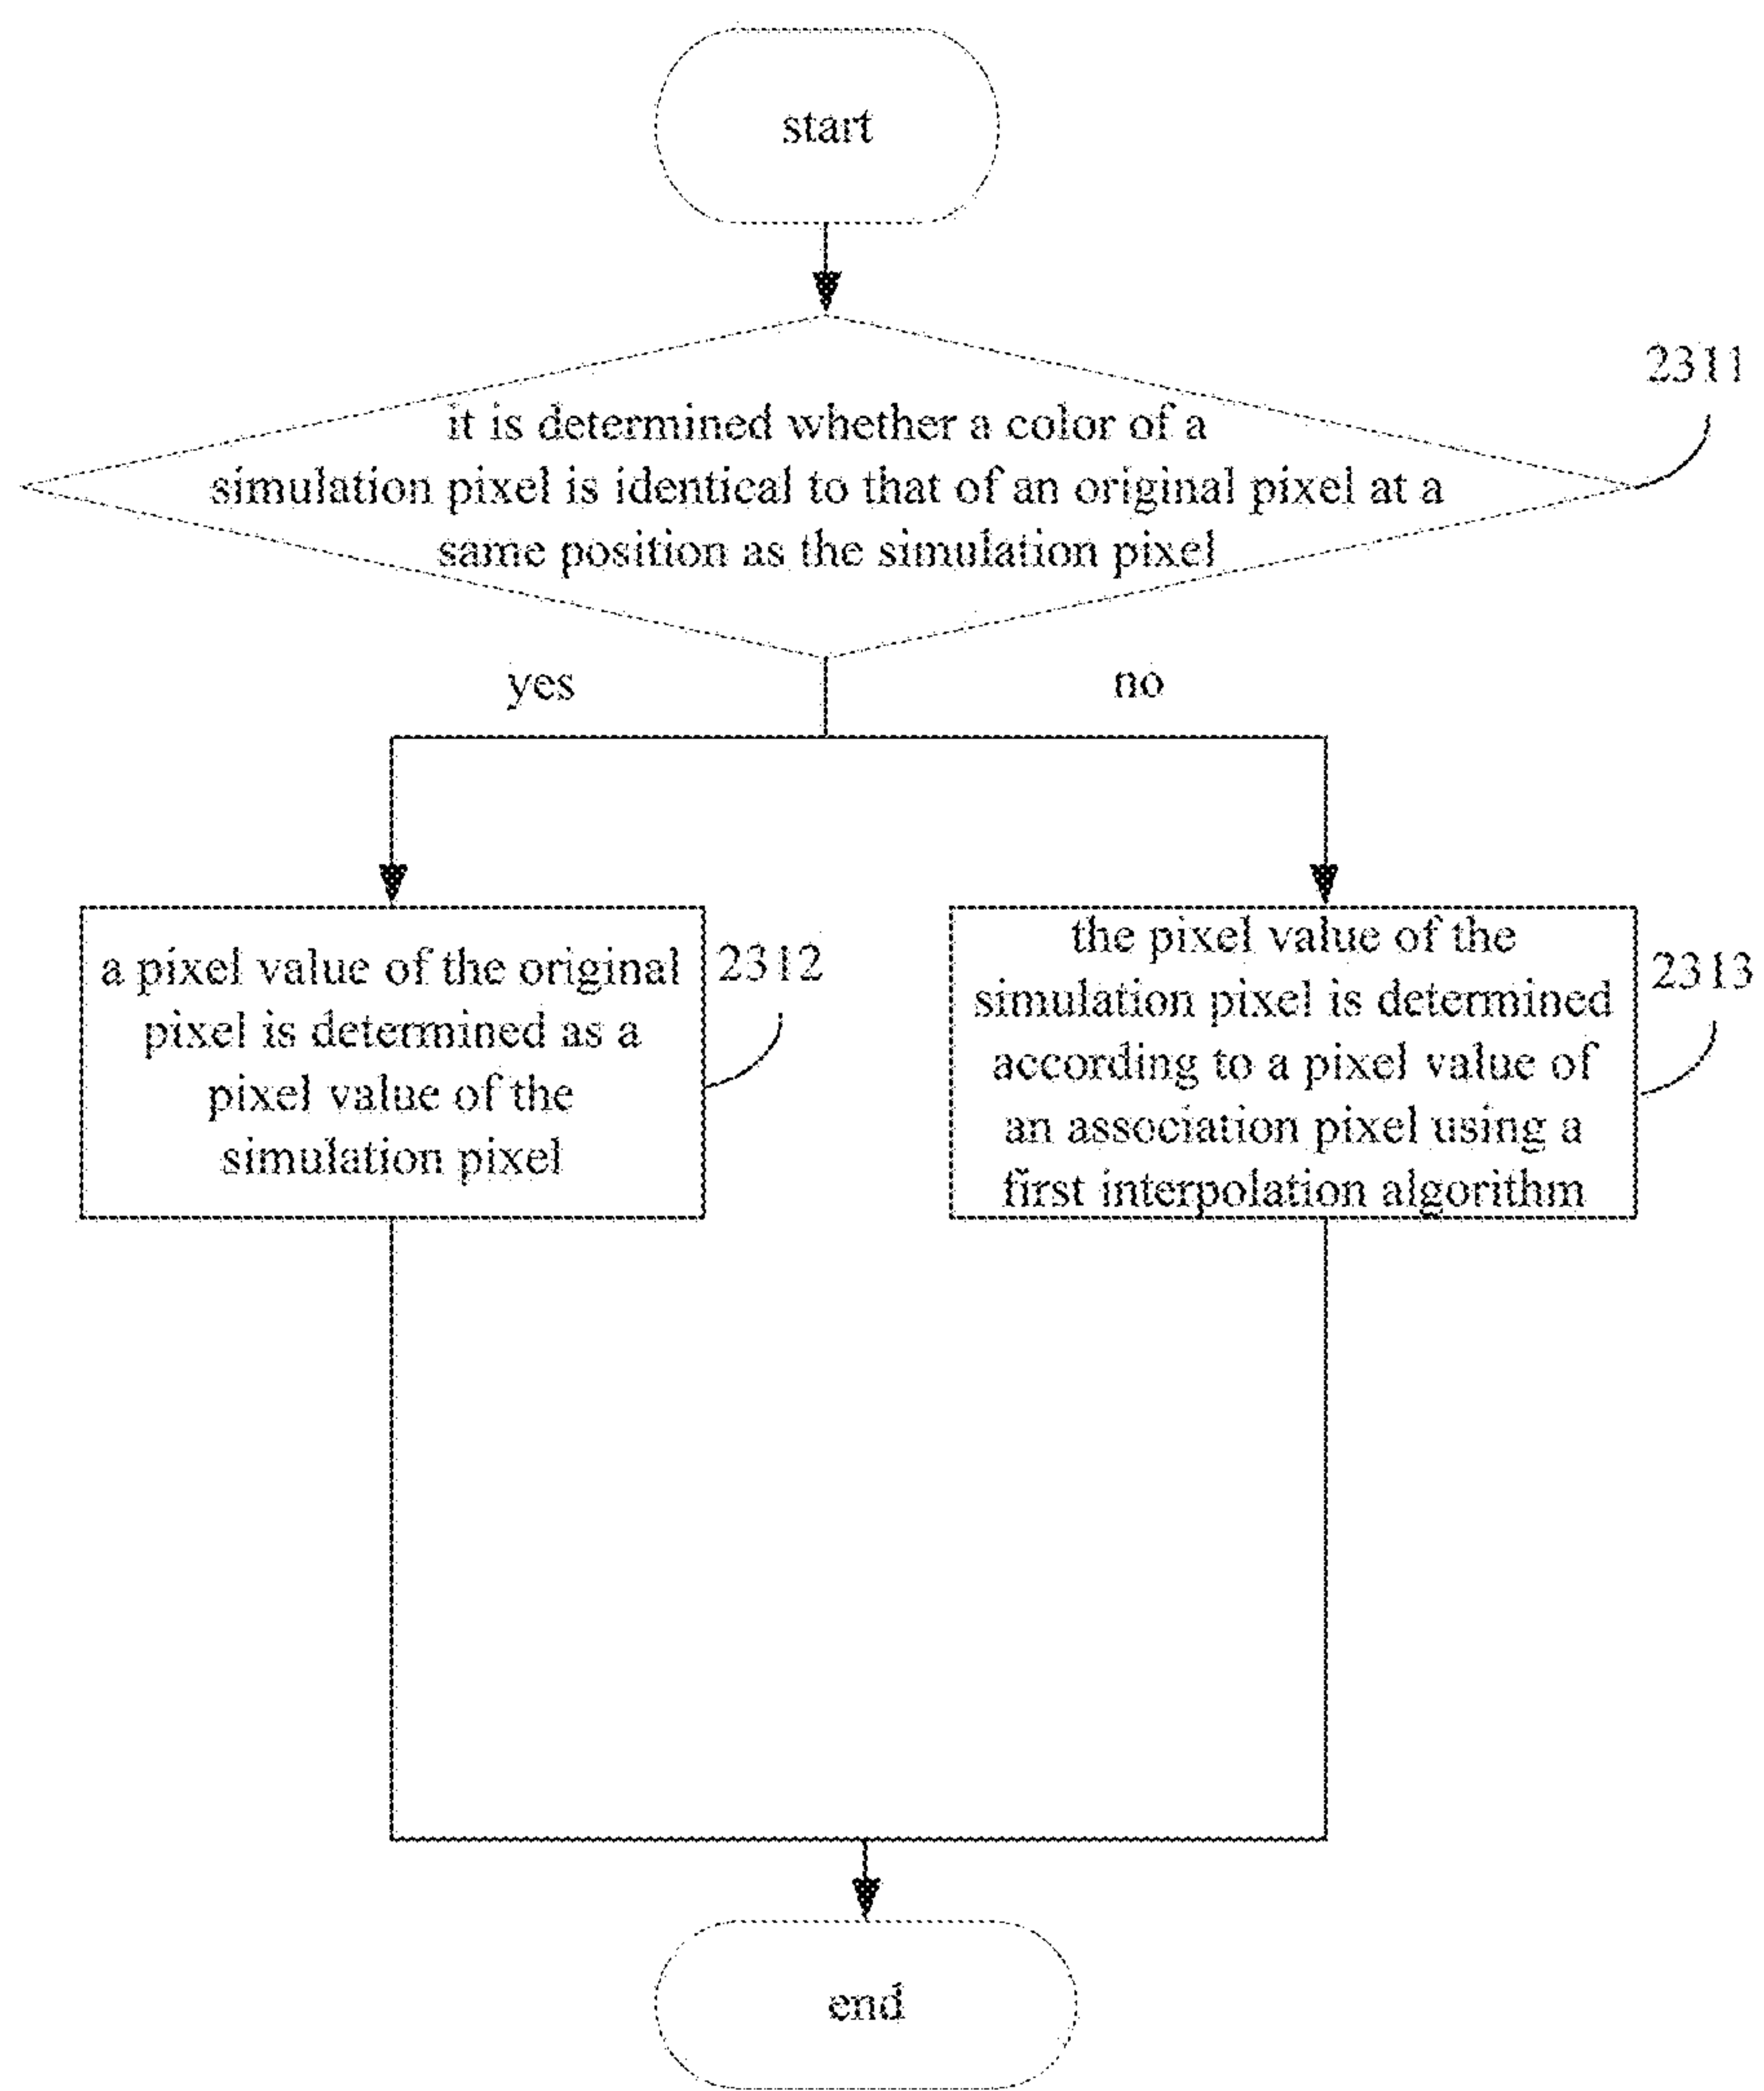 start
2311
it is determined whether a color of a
simulation pixel is identical to that of an original pixel at a
same position as the simulation pixel
yes
no
a pixel value of the original
pixel is determined as a
pixel value of the
simulation pixel
2312
the pixel value of the
simulation pixel is determined
according to a pixel value of
an association pixel using a
first interpolation algorithm
2313
end